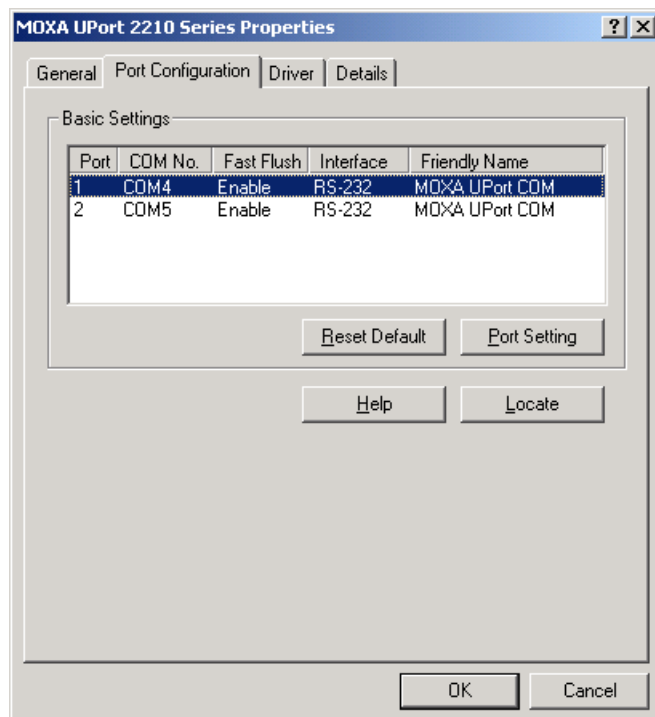 MOXA UPort 2210 Series Properties
General Port Configuration Driver Details
Basic Settings
Port COM No. Fast Flush Interface Friendly Name
1 COM4 Enable RS-232 MOXA UPort COM
2 COM5 Enable RS-232 MOXA UPort COM
Reset Default Port Setting
Help Locate
OK Cancel